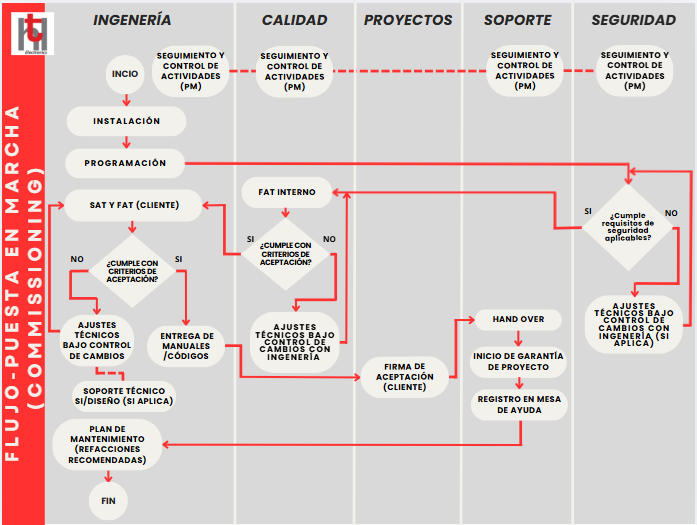 FLUJO-PUESTA EN MARCHA
(COMMISSIONING)
INGENERÍA
CALIDAD
PROYECTOS
SOPORTE
SEGURIDAD
INCIO
SEGUIMIENTO Y
CONTROL DE
ACTIVIDADES
(PM)
SEGUIMIENTO Y
CONTROL DE
ACTIVIDADES
(PM)
SEGUIMIENTO Y
CONTROL DE
ACTIVIDADES
(PM)
SEGUIMIENTO Y
CONTROL DE
ACTIVIDADES
(PM)
INSTALACIÓN
PROGRAMACIÓN
SAT Y FAT (CLIENTE)
FAT INTERNO
¿Cumple
requisitos de
seguridad
aplicables?
SI
NO
¿CUMPLE CON
CRITERIOS DE
ACEPTACIÓN?
SI
NO
¿CUMPLE CON
CRITERIOS DE
ACEPTACIÓN?
NO
SI
AJUSTES
TÉCNICOS
BAJO CONTROL
DE CAMBIOS
ENTREGA DE
MANUALES
/CÓDIGOS
AJUSTES
TÉCNICOS BAJO
CONTROL DE
CAMBIOS CON
INGENIERÍA
AJUSTES
TÉCNICOS BAJO
CONTROL DE
CAMBIOS CON
INGENIERÍA (SI
APLICA)
HAND OVER
FIRMA DE
ACEPTACIÓN
(CLIENTE)
INICIO DE GARANTÍA
DE PROYECTO
REGISTRO EN MESA
DE AYUDA
SOPORTE TÉCNICO
SI/DISEÑO (SI APLICA)
PLAN DE
MANTENIMIENTO
(REFACCIONES
RECOMENDADAS)
FIN